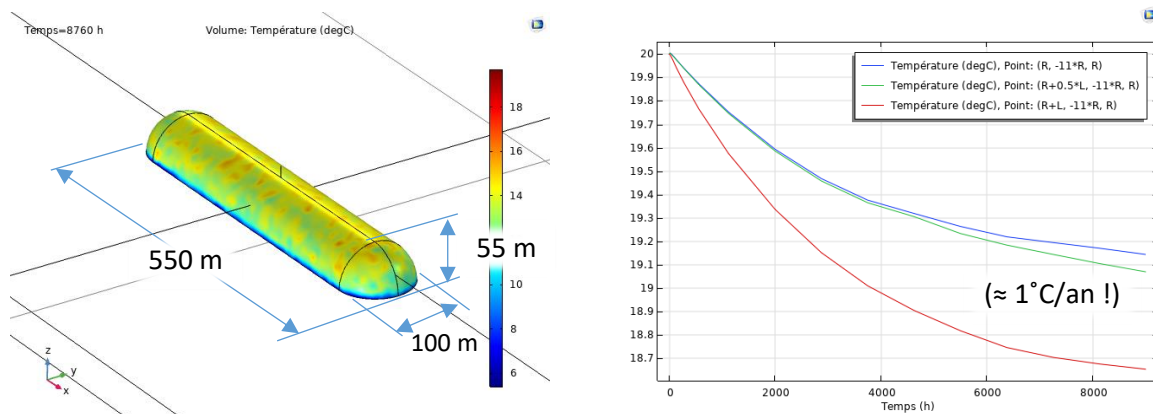 Temps=8760 h
Volume: Température (degC)
18
16
14
12
10
8
6
550 m
55 m
100 m
z
y
x
20
19.9
19.8
19.7
19.6
19.5
19.4
19.3
19.2
19.1
19
18.9
18.8
18.7
Température (degC), Point: (R, -11*R, R)
Température (degC), Point: (R+0.5*L, -11*R, R)
Température (degC), Point: (R+L, -11*R, R)
(≈ 1°C/an !)
0
2000
4000
6000
8000
Temps (h)